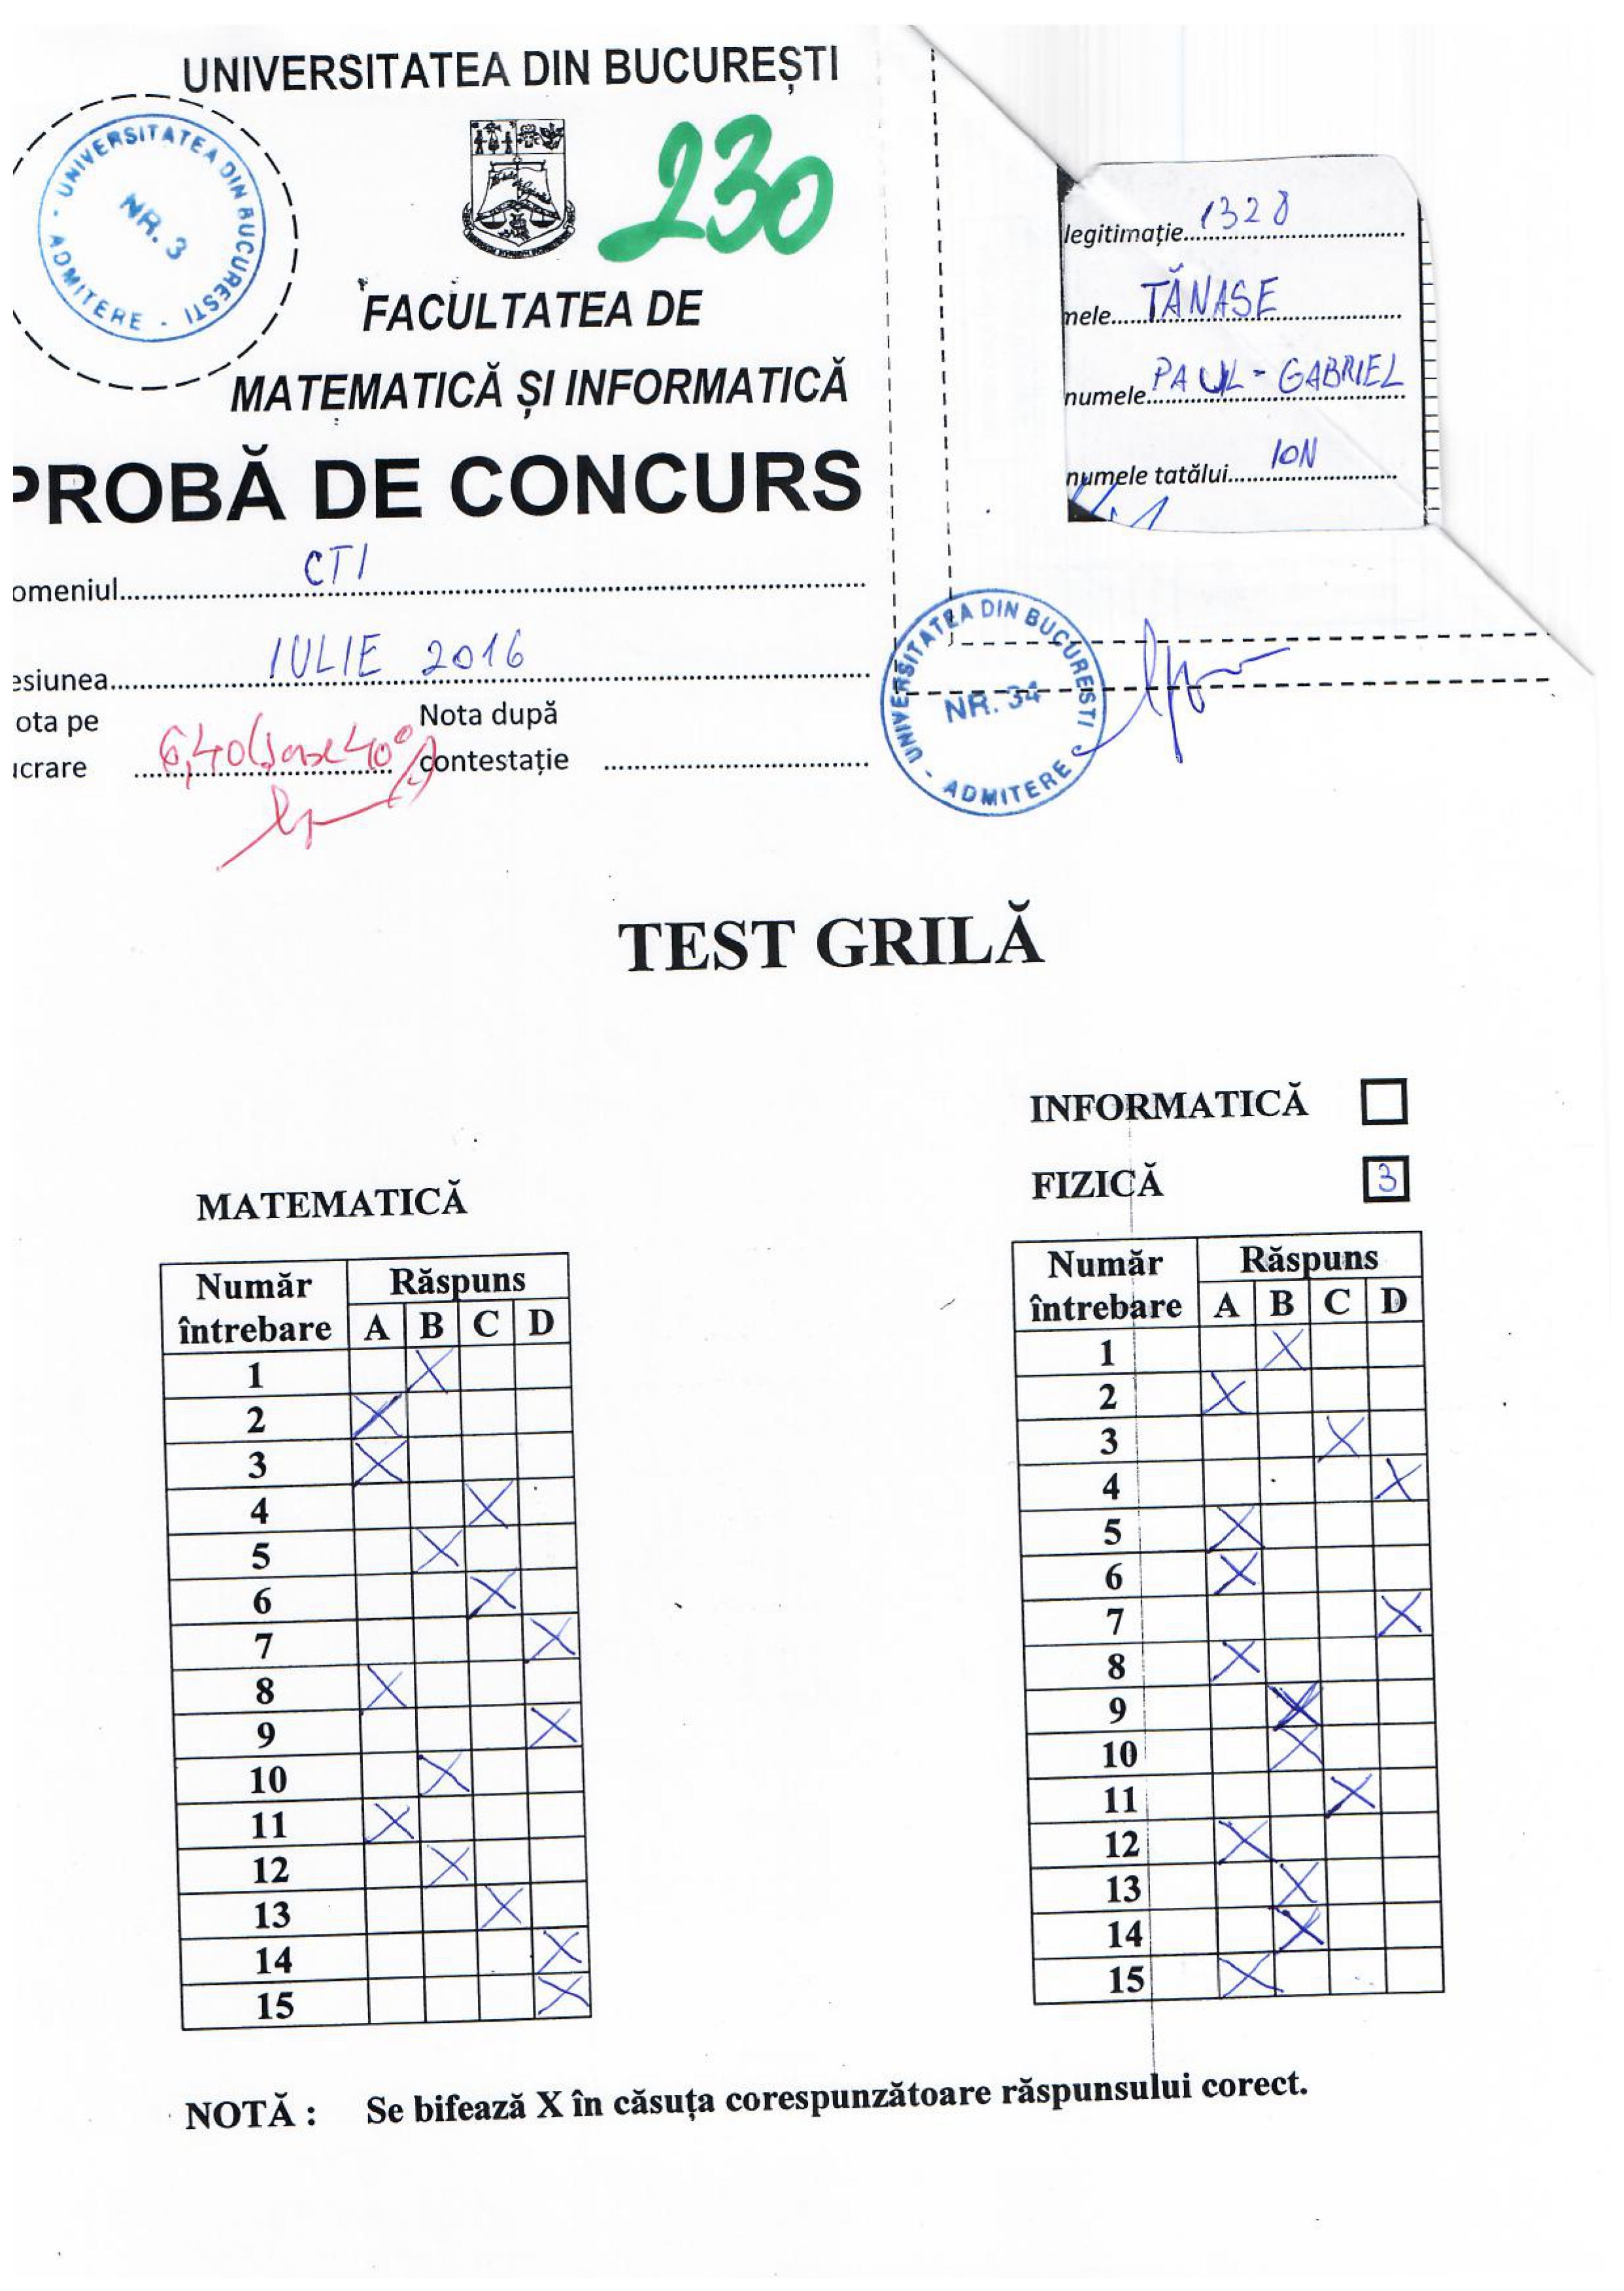 UNIVERSITATEA DIN BUCUREȘTI
UNIVERSITATEA DIN BUCURESTI - ADMITERE -
NR. 3
230
FACULTATEA DE
MATEMATICĂ ȘI INFORMATICĂ
PROBĂ DE CONCURS
omeniul CTI
esiunea IULIE 2016
ota pe
ucrare 6,40 (șase 40%)
Nota după
contestație
legitimație 1328
mele TĂNASE
numele PAUL - GABRIEL
numele tatălui ION
UNIVERSITATEA DIN BUCURESTI - ADMITERE
NR. 34
TEST GRILĂ
INFORMATICĂ
FIZICĂ 3
MATEMATICĂ
Număr întrebare Răspuns
A B C D
1 X
2 X
3 X
4 X
5 X
6 X
7 X
8 X
9 X
10 X
11 X
12 X
13 X
14 X
15 X
Număr întrebare Răspuns
A B C D
1 X
2 X
3 X
4 X
5 X
6 X
7 X
8 X
9 X
10 X
11 X
12 X
13 X
14 X
15 X
NOTĂ : Se bifează X în căsuța corespunzătoare răspunsului corect.